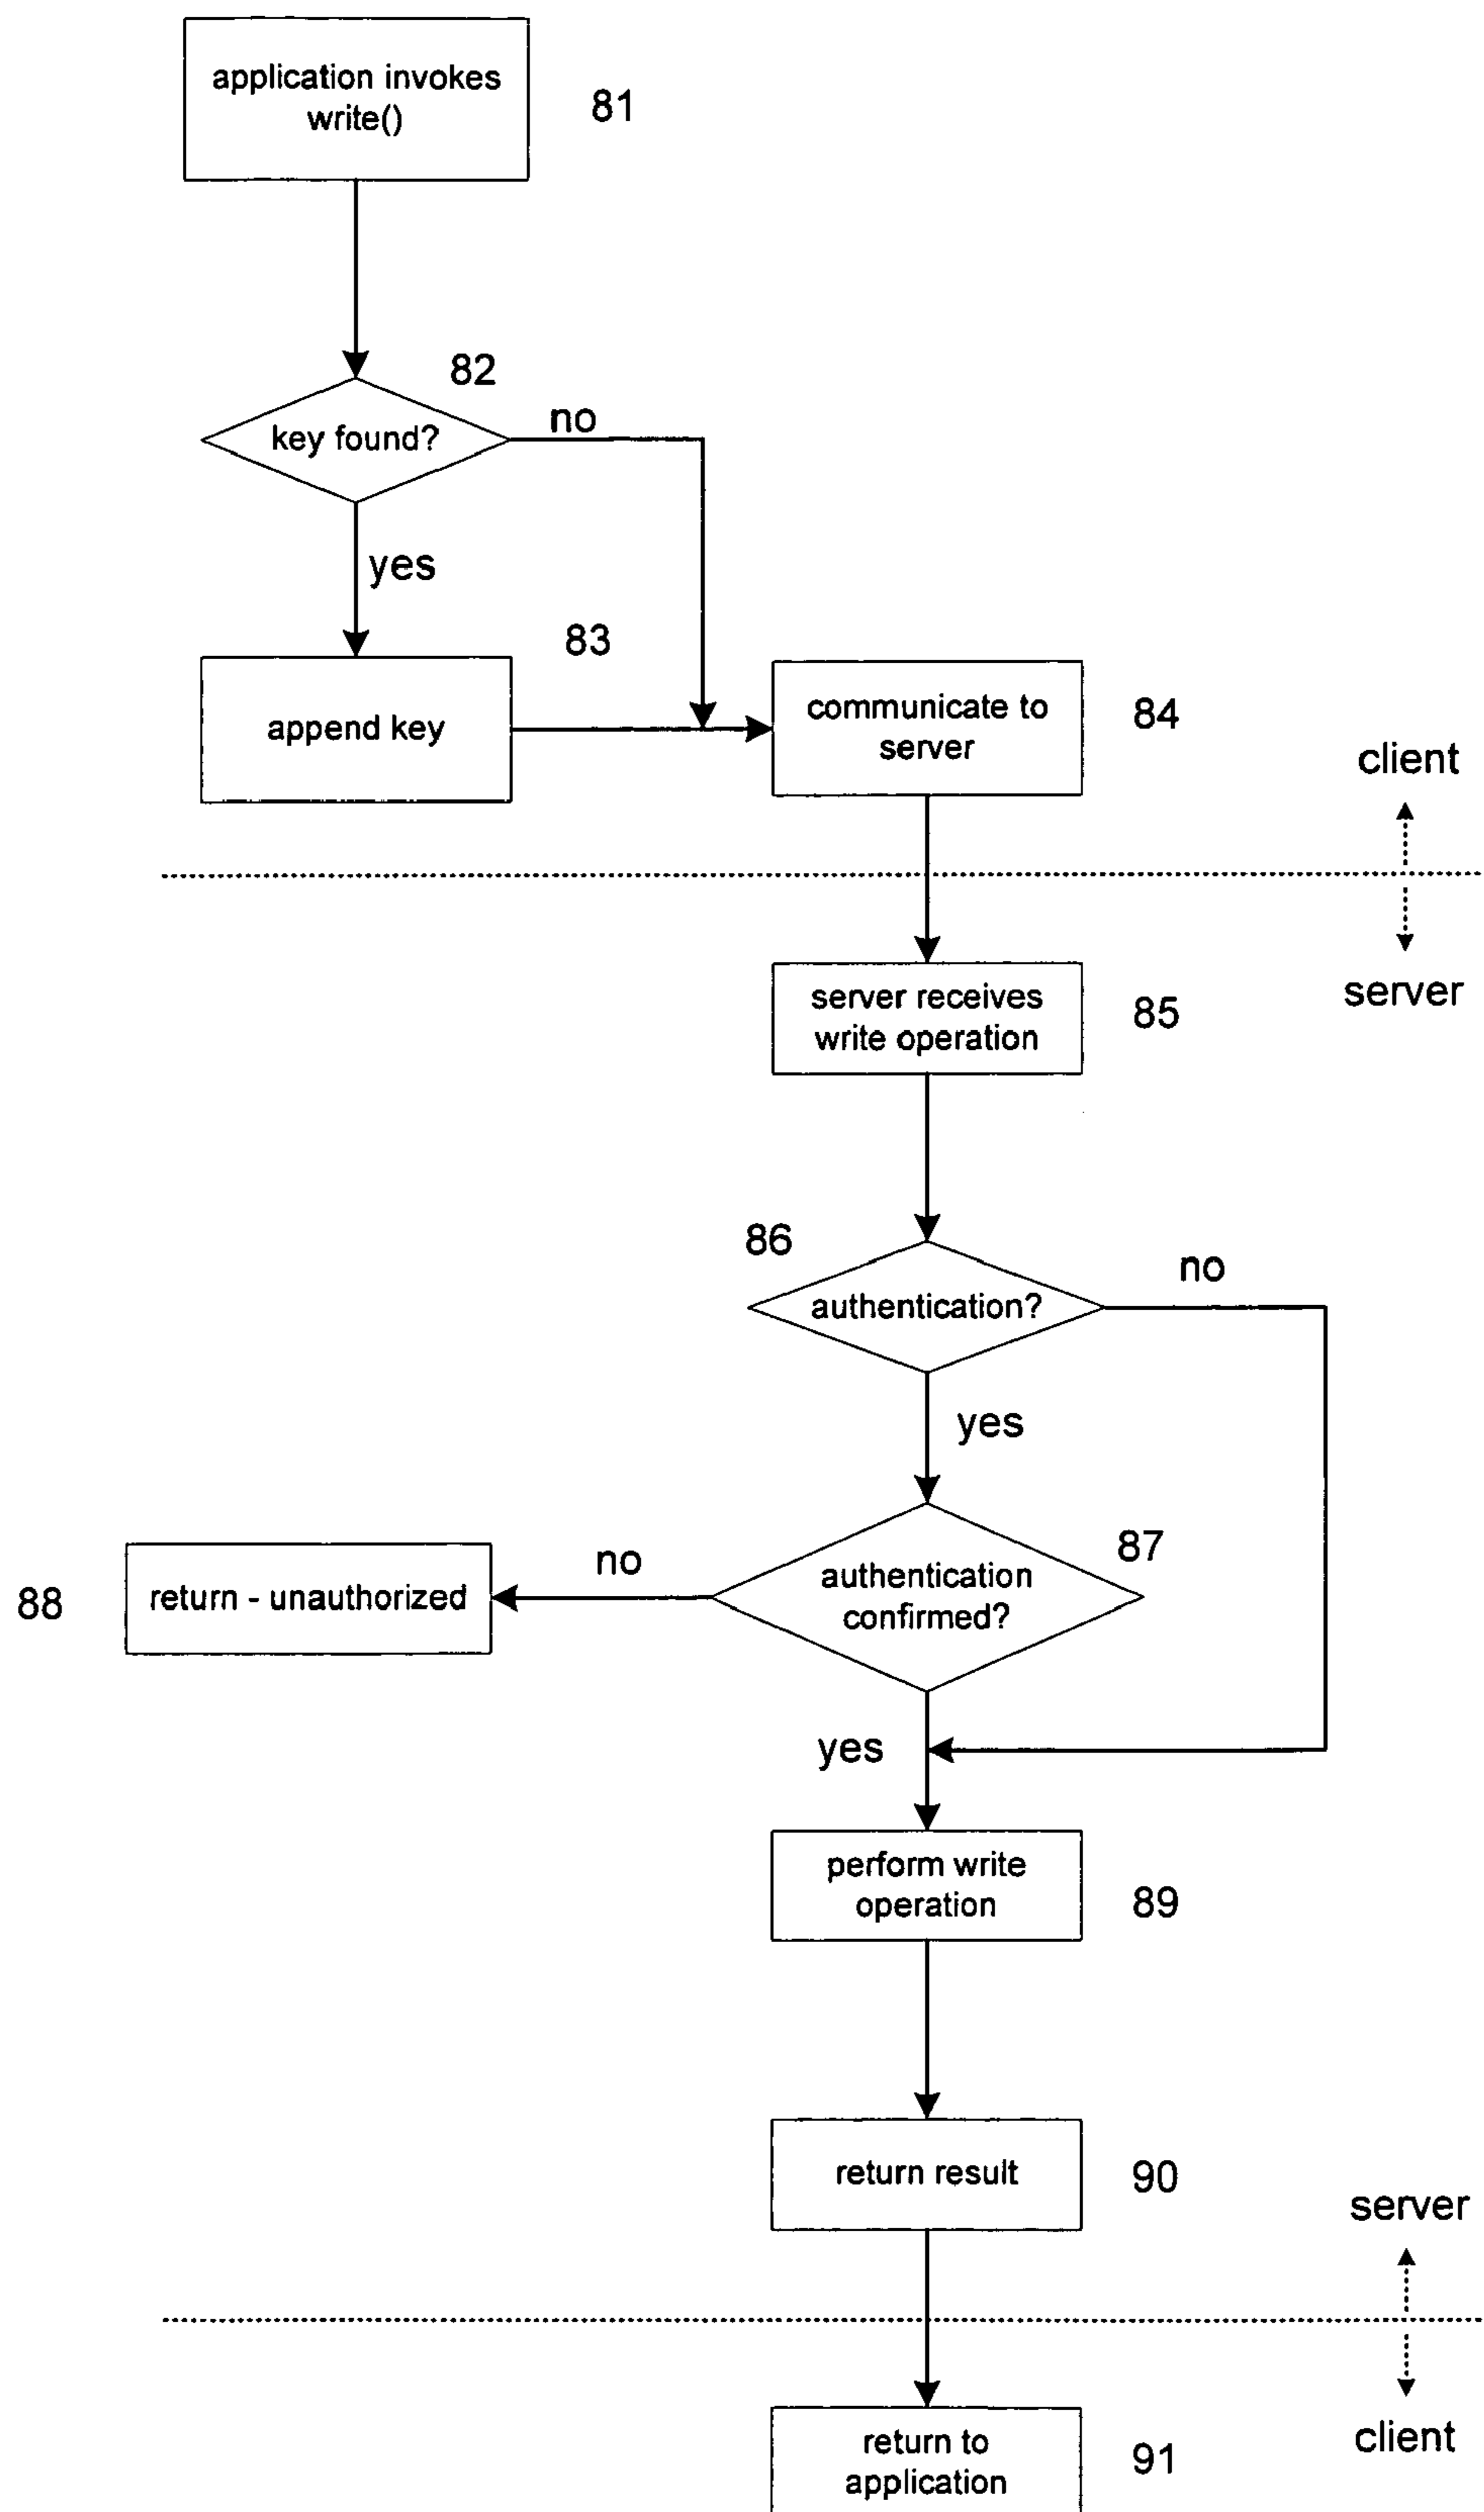 application invokes
write()
81
82
key found?
no
yes
83
append key
communicate to
server
84
client
server
server receives
write operation
85
86
authentication?
no
yes
87
authentication
confirmed?
no
88
return - unauthorized
yes
perform write
operation
89
return result
90
server
client
return to
application
91